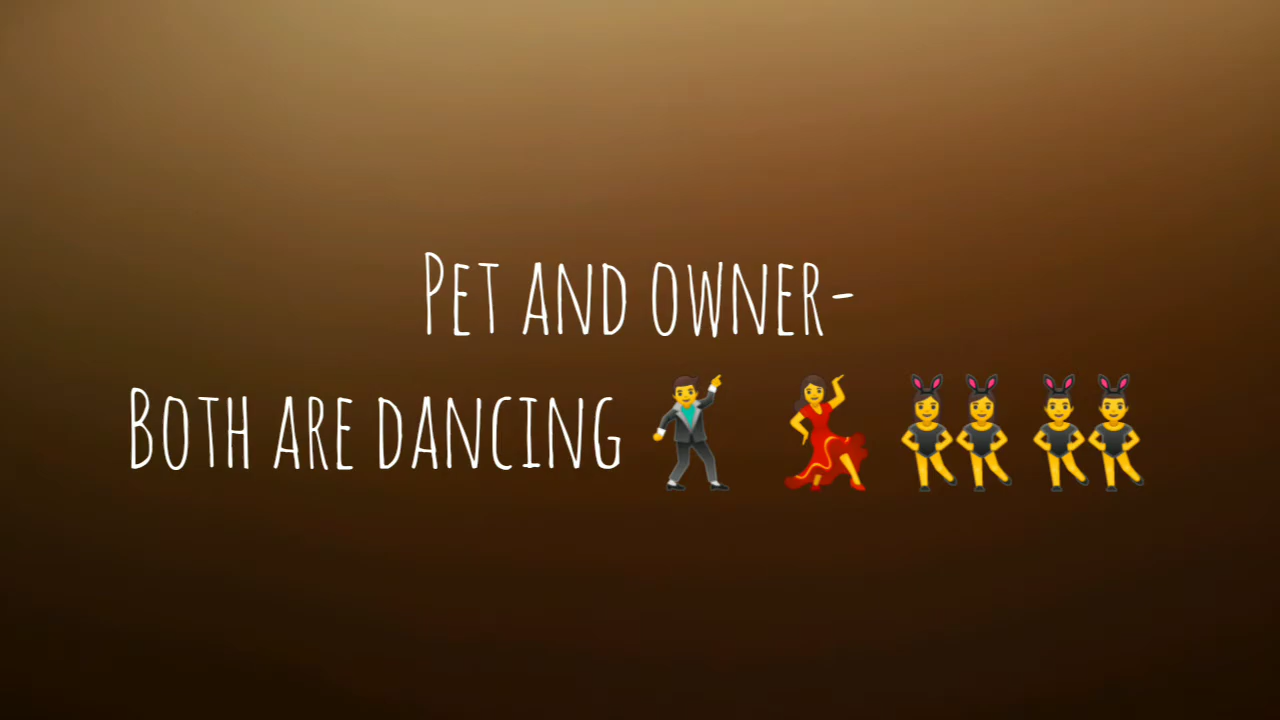 Pet and owner-
Both are dancing 🕺 💃 👯‍♀️ 👯‍♂️